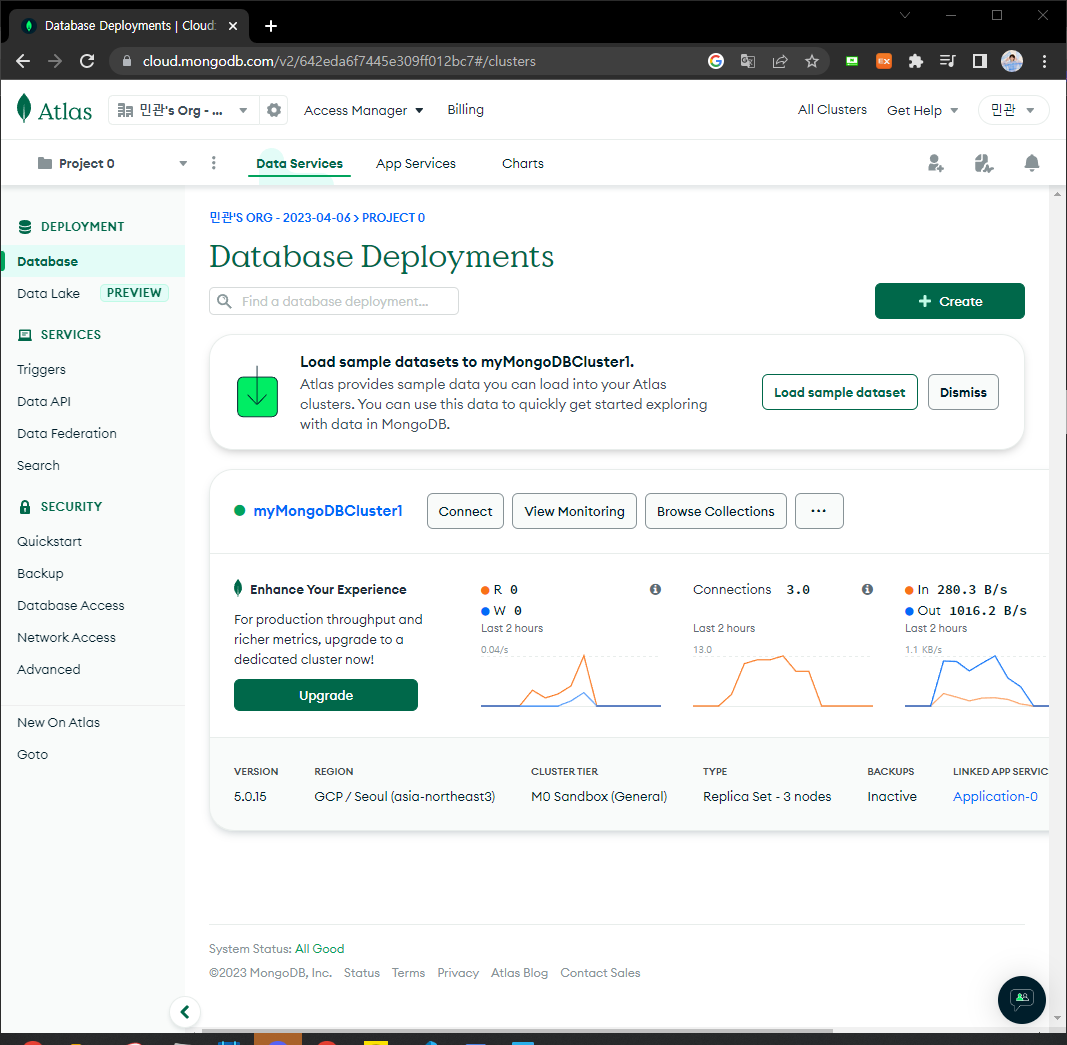 Database Deployments | Cloud:
cloud.mongodb.com/v2/642eda6f7445e309ff012bc7#/clusters
EX
Atlas
민관's Org - ...
Access Manager
Billing
All Clusters
Get Help
민관
Project 0
Data Services
App Services
Charts
DEPLOYMENT
Database
Data Lake
PREVIEW
SERVICES
Triggers
Data API
Data Federation
Search
SECURITY
Quickstart
Backup
Database Access
Network Access
Advanced
New On Atlas
Goto
민관'S ORG - 2023-04-06 > PROJECT 0
Database Deployments
Find a database deployment...
+ Create
Load sample datasets to myMongoDBCluster1.
Atlas provides sample data you can load into your Atlas
clusters. You can use this data to quickly get started exploring
with data in MongoDB.
Load sample dataset
Dismiss
myMongoDBCluster1
Connect
View Monitoring
Browse Collections
...
Enhance Your Experience
For production throughput and
richer metrics, upgrade to a
dedicated cluster now!
Upgrade
R 0
W 0
Last 2 hours
0.04/s
Connections 3.0
Last 2 hours
13.0
In 280.3 B/s
Out 1016.2 B/s
Last 2 hours
1.1 KB/s
VERSION
5.0.15
REGION
GCP / Seoul (asia-northeast3)
CLUSTER TIER
M0 Sandbox (General)
TYPE
Replica Set - 3 nodes
BACKUPS
Inactive
LINKED APP SERVIC
Application-0
System Status: All Good
©2023 MongoDB, Inc. Status Terms Privacy Atlas Blog Contact Sales